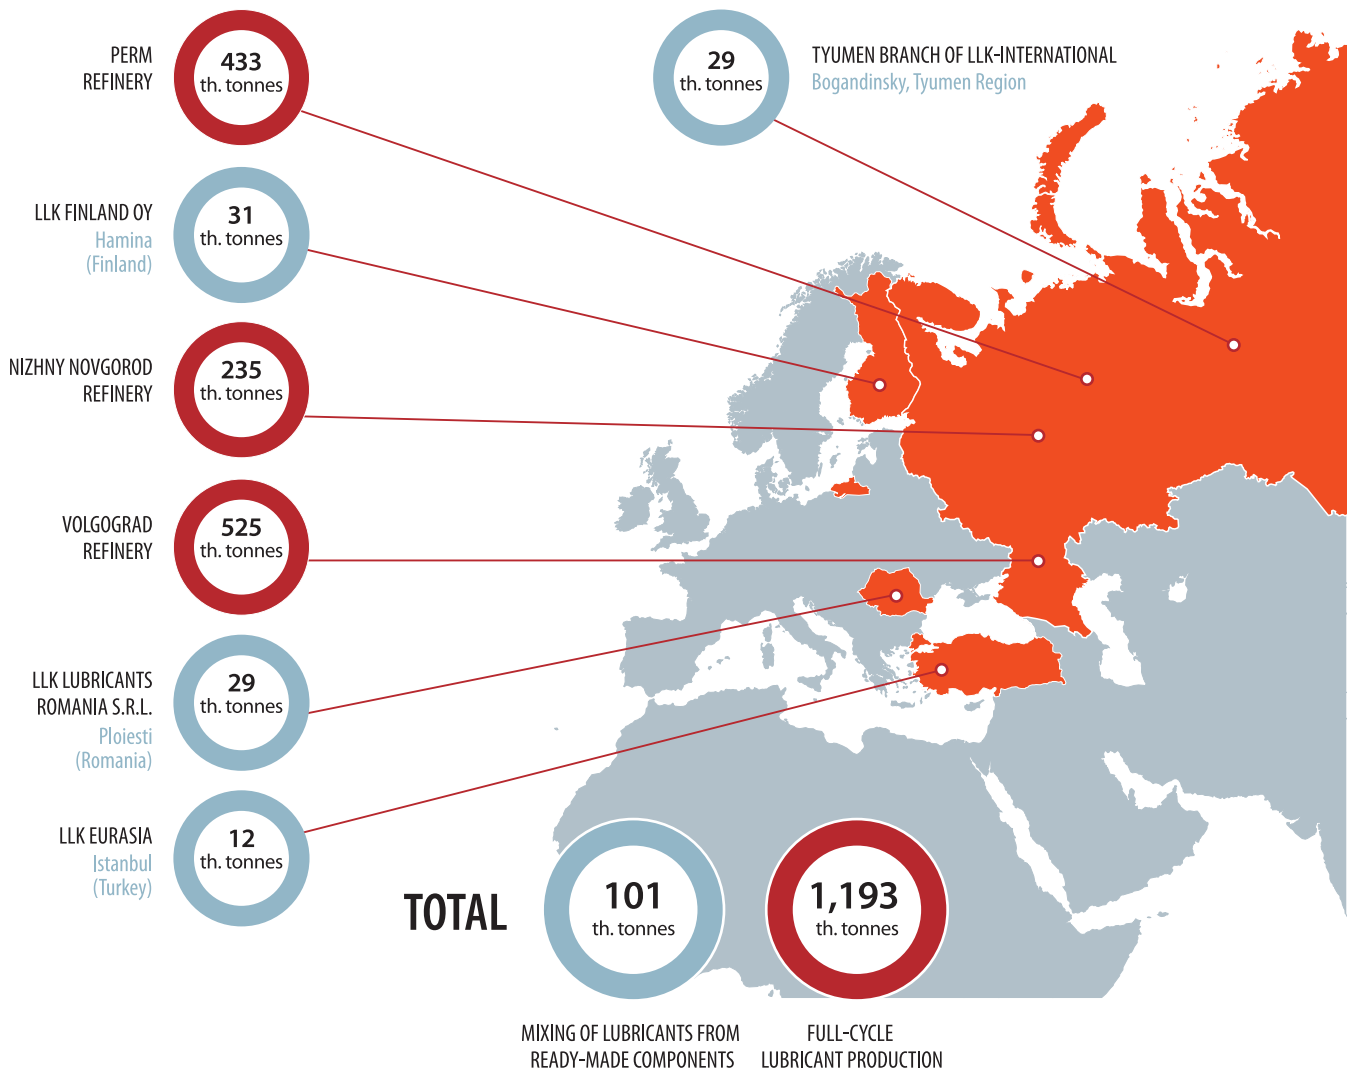 PERM
REFINERY
433
th. tonnes
29
th. tonnes
TYUMEN BRANCH OF LLK-INTERNATIONAL
Bogandinsky, Tyumen Region
LLK FINLAND OY
Hamina
(Finland)
31
th. tonnes
NIZHNY NOVGOROD
REFINERY
235
th. tonnes
VOLGOGRAD
REFINERY
525
th. tonnes
LLK LUBRICANTS
ROMANIA S.R.L.
Ploiesti
(Romania)
29
th. tonnes
LLK EURASIA
Istanbul
(Turkey)
12
th. tonnes
TOTAL
101
th. tonnes
1,193
th. tonnes
MIXING OF LUBRICANTS FROM
READY-MADE COMPONENTS
FULL-CYCLE
LUBRICANT PRODUCTION